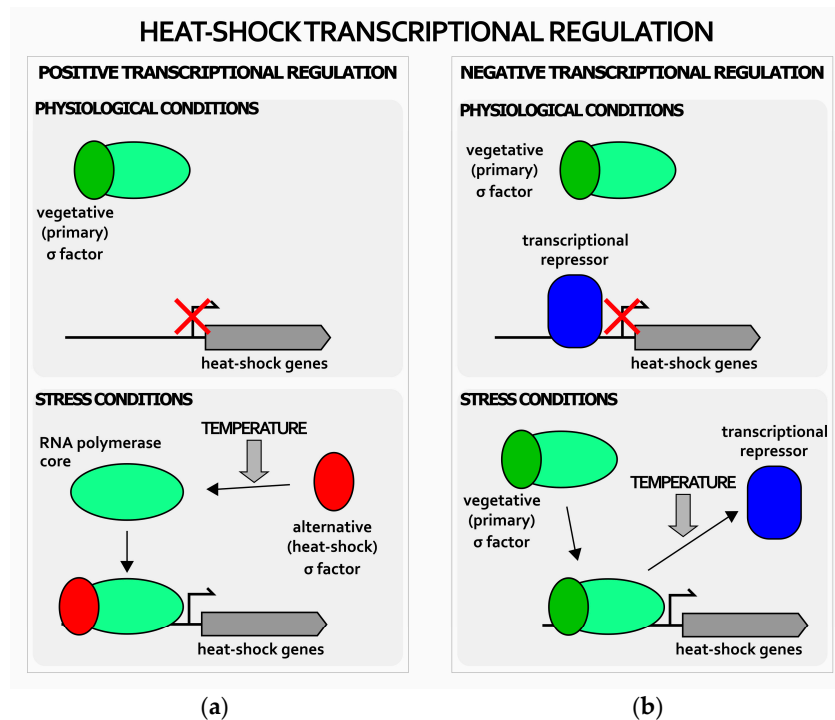 HEAT-SHOCK TRANSCRIPTIONAL REGULATION
POSITIVE TRANSCRIPTIONAL REGULATION
PHYSIOLOGICAL CONDITIONS
vegetative
(primary)
σ factor
heat-shock genes
STRESS CONDITIONS
RNA polymerase
core
TEMPERATURE
alternative
(heat-shock)
σ factor
heat-shock genes
(a)
NEGATIVE TRANSCRIPTIONAL REGULATION
PHYSIOLOGICAL CONDITIONS
vegetative
(primary)
σ factor
transcriptional
repressor
heat-shock genes
STRESS CONDITIONS
vegetative
(primary)
σ factor
TEMPERATURE
transcriptional
repressor
heat-shock genes
(b)